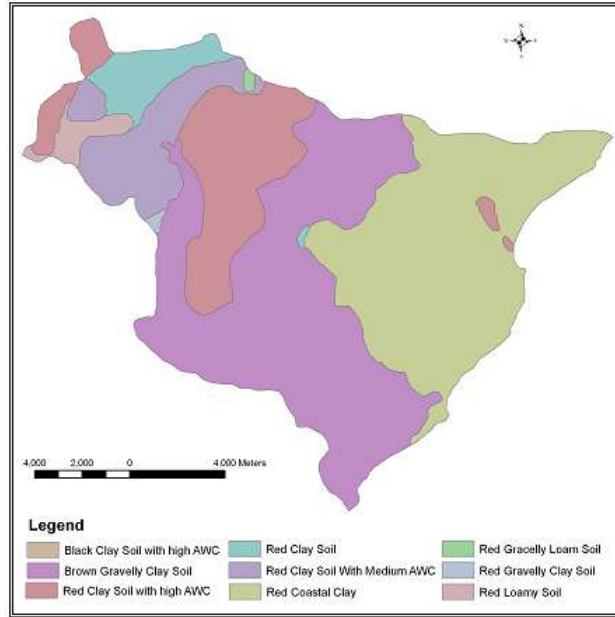 4,000 2,000 0 4,000 Meters
Legend
Black Clay Soil with high AWC
Brown Gravelly Clay Soil
Red Clay Soil with high AWC
Red Clay Soil
Red Clay Soil With Medium AWC
Red Coastal Clay
Red Gracelly Loam Soil
Red Gravelly Clay Soil
Red Loamy Soil